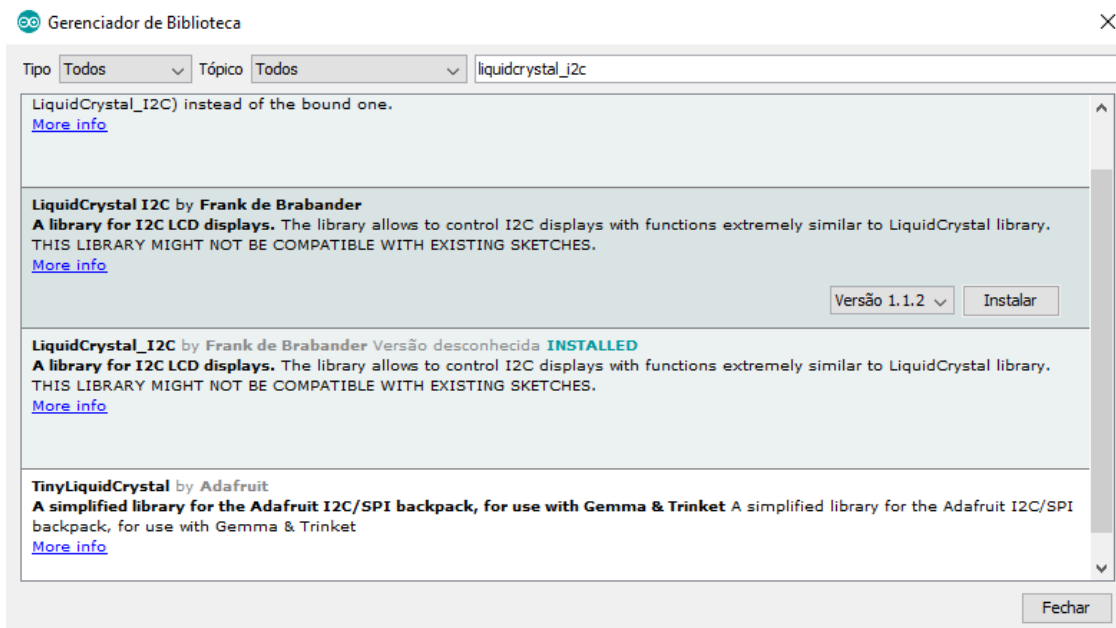 Gerenciador de Biblioteca
Tipo Todos Tópico Todos liquidcrystal_i2c
LiquidCrystal_I2C) instead of the bound one.
More info
LiquidCrystal I2C by Frank de Brabander
A library for I2C LCD displays. The library allows to control I2C displays with functions extremely similar to LiquidCrystal library.
THIS LIBRARY MIGHT NOT BE COMPATIBLE WITH EXISTING SKETCHES.
More info
Versão 1.1.2 Instalar
LiquidCrystal_I2C by Frank de Brabander Versão desconhecida INSTALLED
A library for I2C LCD displays. The library allows to control I2C displays with functions extremely similar to LiquidCrystal library.
THIS LIBRARY MIGHT NOT BE COMPATIBLE WITH EXISTING SKETCHES.
More info
TinyLiquidCrystal by Adafruit
A simplified library for the Adafruit I2C/SPI backpack, for use with Gemma & Trinket A simplified library for the Adafruit I2C/SPI
backpack, for use with Gemma & Trinket
More info
Fechar